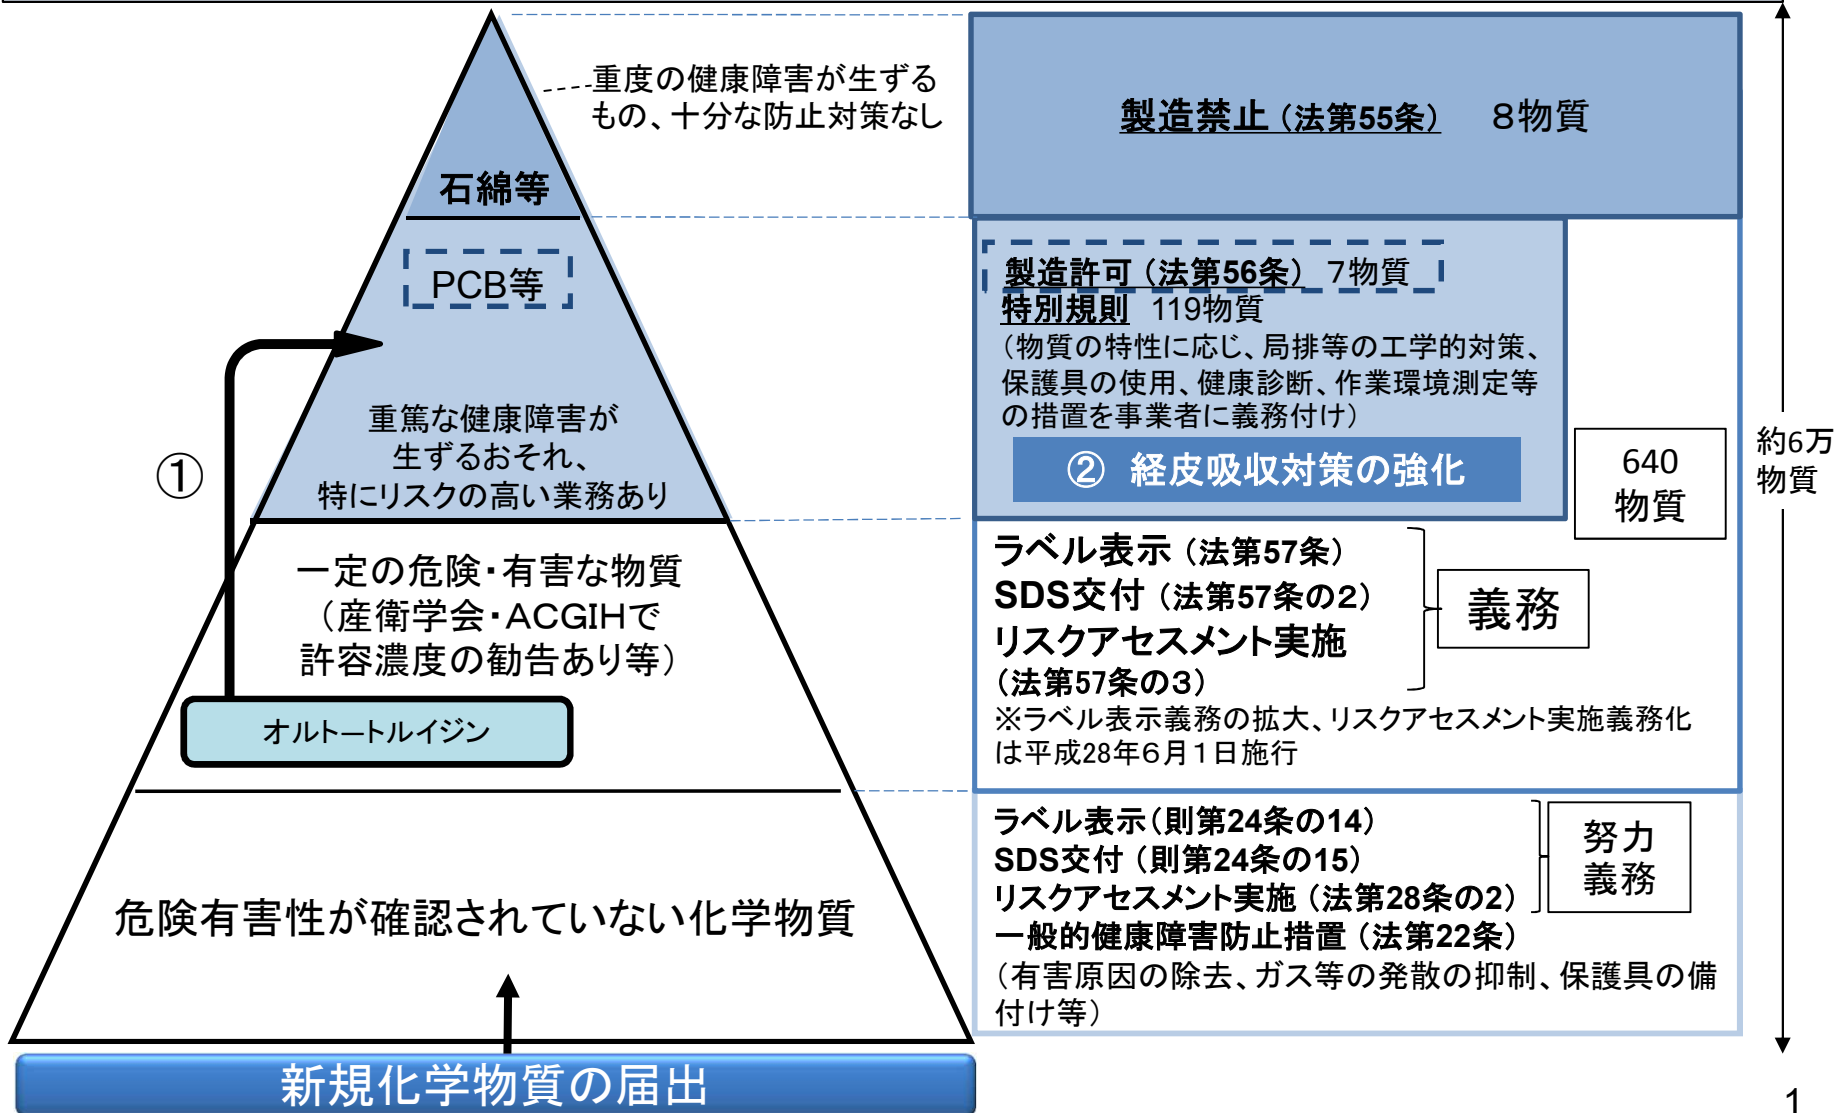 重度の健康障害が生ずる
もの、十分な防止対策なし
石綿等
PCB等
重篤な健康障害が
生ずるおそれ、
特にリスクの高い業務あり
①
一定の危険・有害な物質
（産衛学会・ACGIHで
許容濃度の勧告あり等）
オルト―トルイジン
危険有害性が確認されていない化学物質
新規化学物質の届出
製造禁止（法第55条） ８物質
製造許可（法第56条） ７物質
特別規則 119物質
（物質の特性に応じ、局排等の工学的対策、
保護具の使用、健康診断、作業環境測定等
の措置を事業者に義務付け）
② 経皮吸収対策の強化
640
物質
約6万
物質
ラベル表示（法第57条）
SDS交付（法第57条の２）
リスクアセスメント実施
（法第57条の３）
義務
※ラベル表示義務の拡大、リスクアセスメント実施義務化
は平成28年６月１日施行
ラベル表示（則第24条の14）
SDS交付（則第24条の15）
リスクアセスメント実施（法第28条の2）
努力
義務
一般的健康障害防止措置（法第22条）
（有害原因の除去、ガス等の発散の抑制、保護具の備
付け等）
1